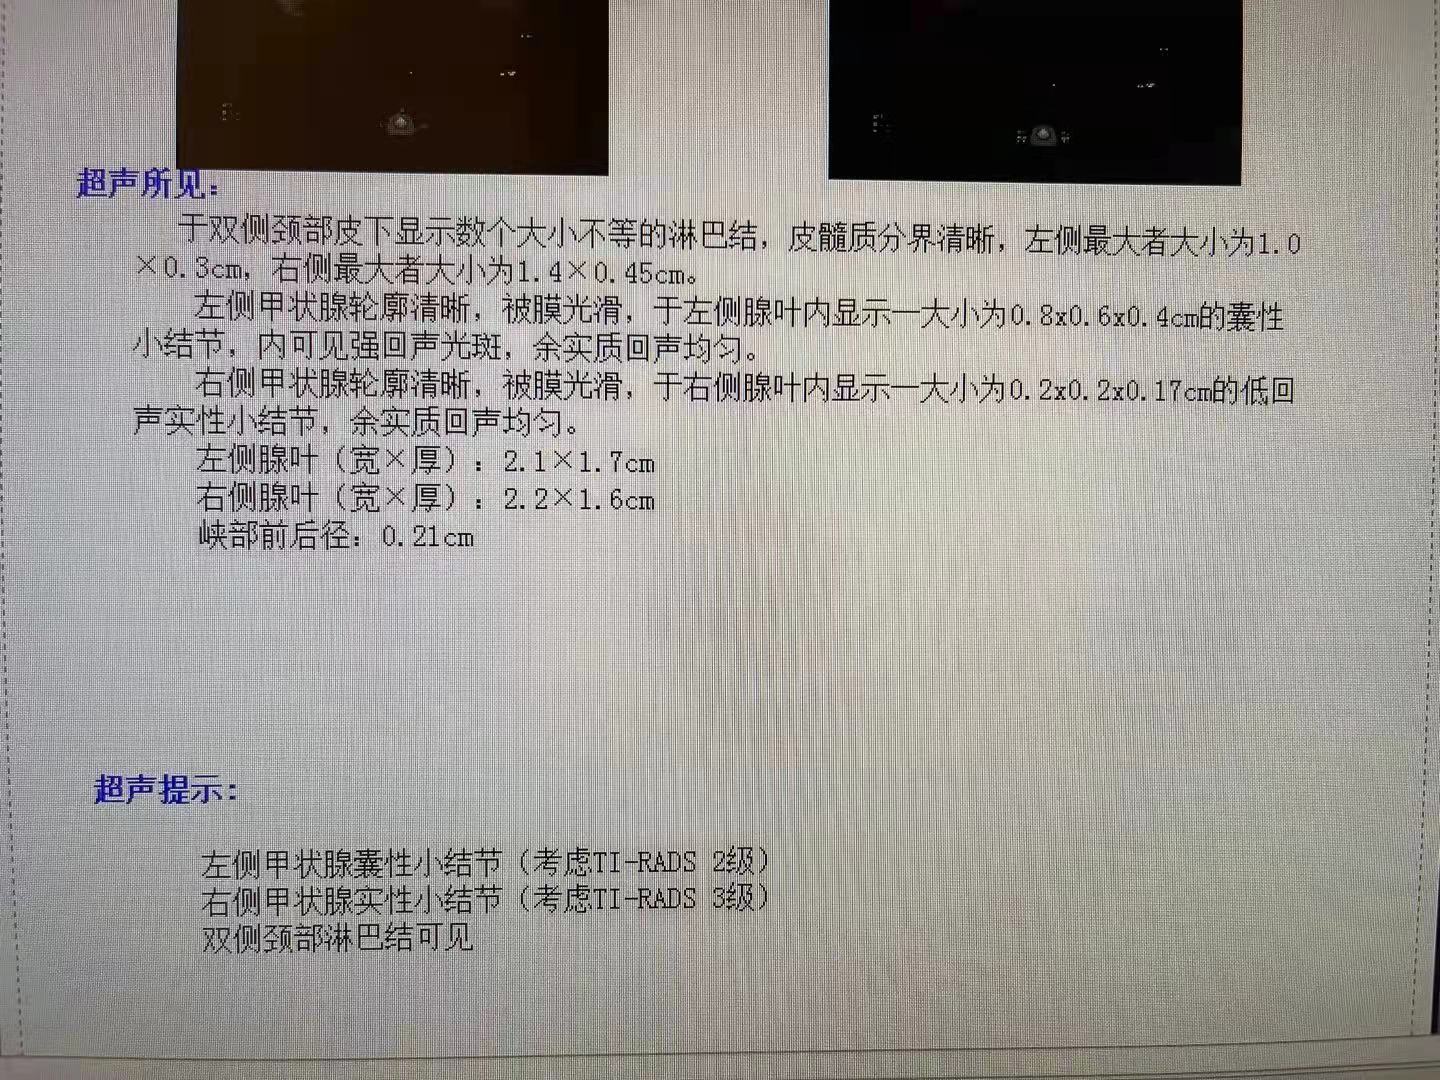 超声所见:
于双侧颈部皮下显示数个大小不等的淋巴结，皮髓质分界清晰，左侧最大者大小为1.0
×0.3cm，右侧最大者大小为1.4×0.45cm。
左侧甲状腺轮廓清晰，被膜光滑，于左侧腺叶内显示一大小为0.8x0.6x0.4cm的囊性
小结节，内可见强回声光斑，余实质回声均匀。
右侧甲状腺轮廓清晰，被膜光滑，于右侧腺叶内显示一大小为0.2x0.2x0.17cm的低回
声实性小结节，余实质回声均匀。
左侧腺叶（宽×厚）：2.1×1.7cm
右侧腺叶（宽×厚）：2.2×1.6cm
峡部前后径：0.21cm
超声提示:
左侧甲状腺囊性小结节（考虑TI-RADS 2级）
右侧甲状腺实性小结节（考虑TI-RADS 3级）
双侧颈部淋巴结可见